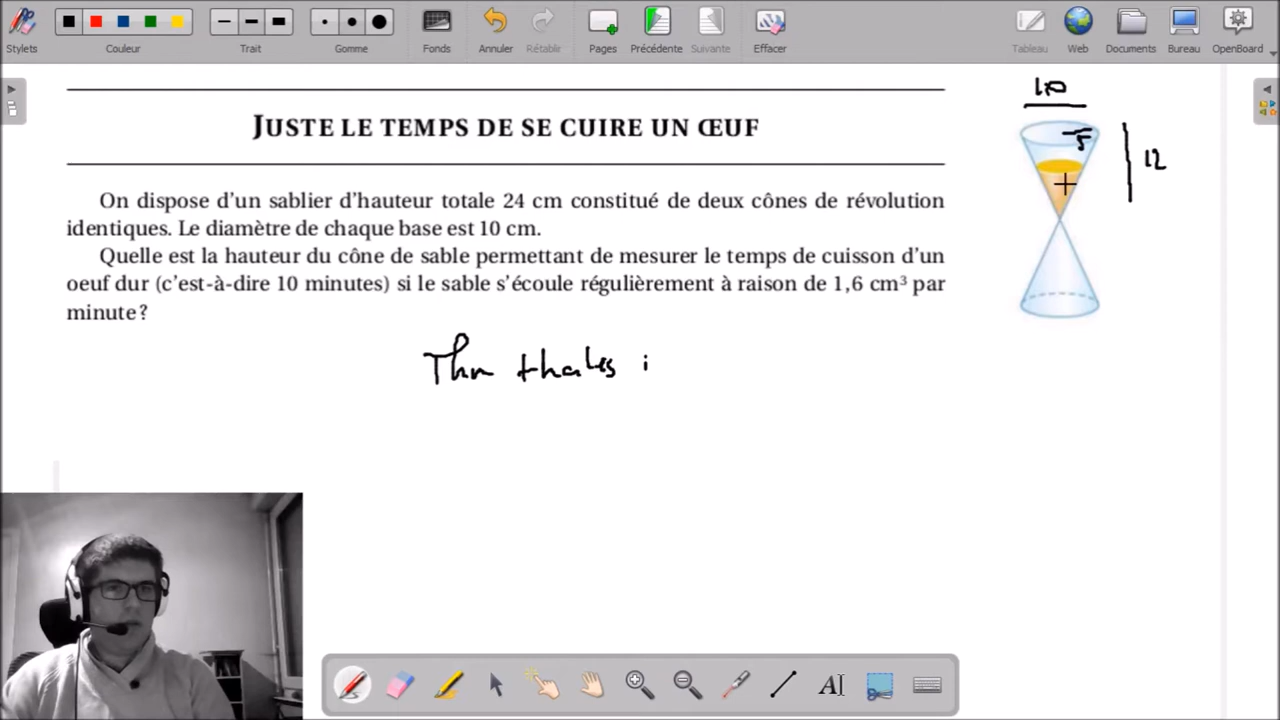 Stylets
Couleur
Trait
Gomme
Fonds
Annuler
Rétablir
Pages
Précédente
Suivante
Effacer
Tableau
Web
Documents
Bureau
OpenBoard
JUSTE LE TEMPS DE SE CUIRE UN ŒUF
On dispose d'un sablier d'hauteur totale 24 cm constitué de deux cônes de révolution
identiques. Le diamètre de chaque base est 10 cm.
Quelle est la hauteur du cône de sable permettant de mesurer le temps de cuisson d'un
oeuf dur (c'est-à-dire 10 minutes) si le sable s'écoule régulièrement à raison de 1,6 cm³ par
minute ?
10
5
12
Thm thales i
AI